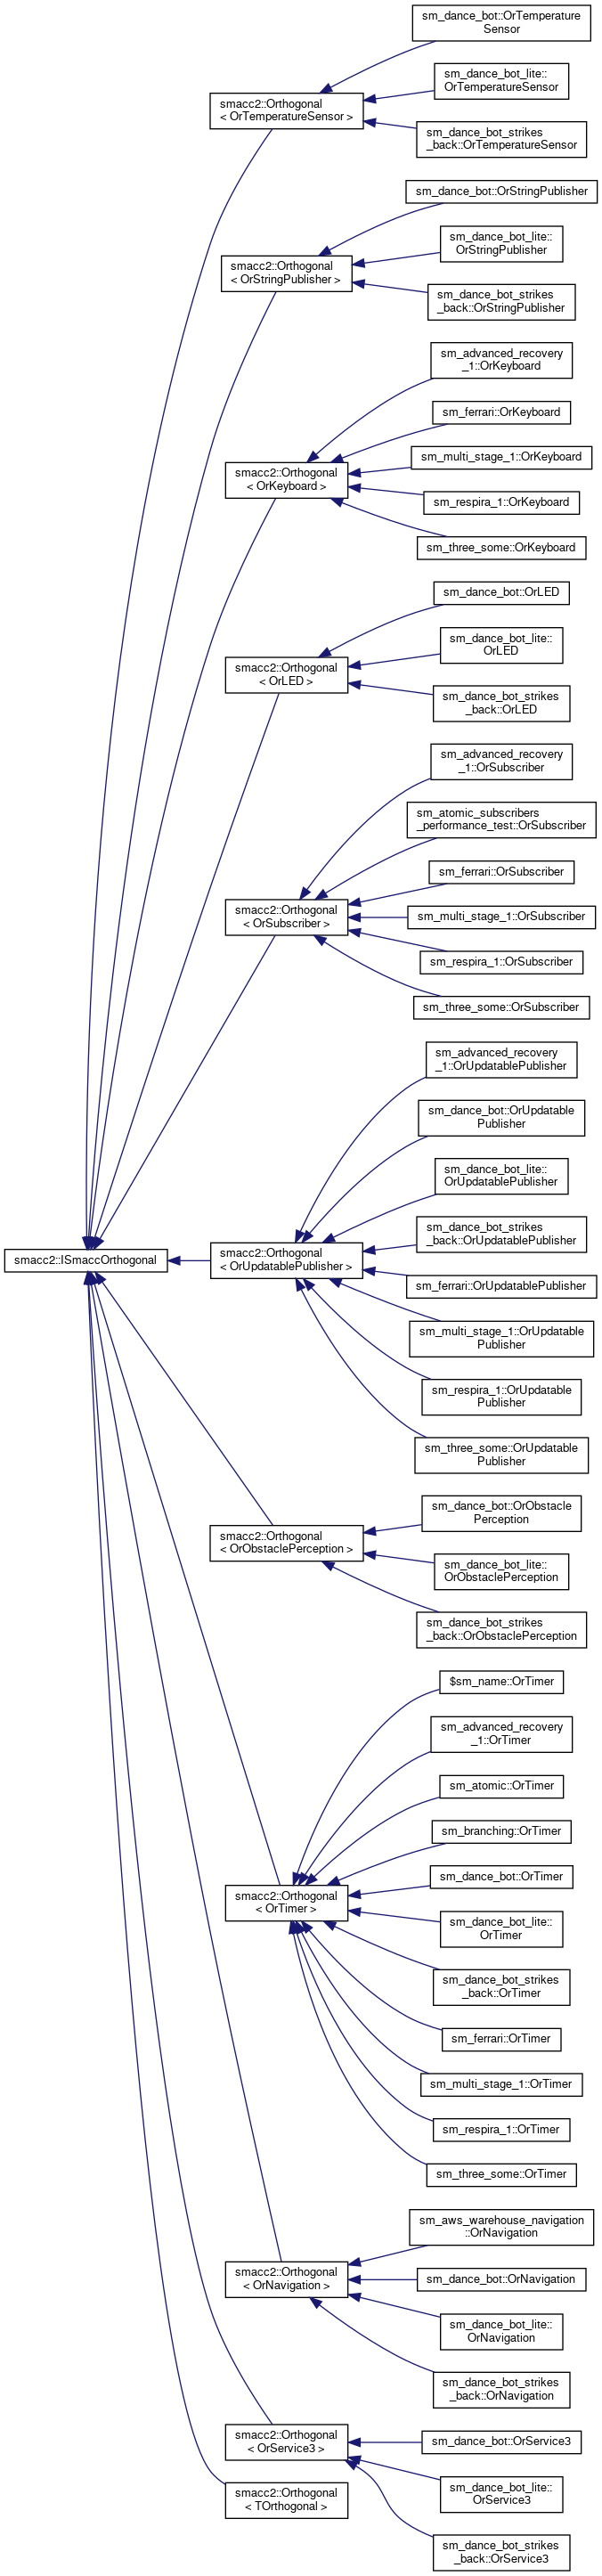 sm_dance_bot::OrTemperature
Sensor
sm_dance_bot_lite::
OrTemperatureSensor
smacc2::Orthogonal
< OrTemperatureSensor >
sm_dance_bot_strikes
_back::OrTemperatureSensor
sm_dance_bot::OrStringPublisher
sm_dance_bot_lite::
OrStringPublisher
smacc2::Orthogonal
< OrStringPublisher >
sm_dance_bot_strikes
_back::OrStringPublisher
sm_advanced_recovery
_1::OrKeyboard
sm_ferrari::OrKeyboard
sm_multi_stage_1::OrKeyboard
smacc2::Orthogonal
< OrKeyboard >
sm_respira_1::OrKeyboard
sm_three_some::OrKeyboard
sm_dance_bot::OrLED
sm_dance_bot_lite::
OrLED
smacc2::Orthogonal
< OrLED >
sm_dance_bot_strikes
_back::OrLED
sm_advanced_recovery
_1::OrSubscriber
sm_atomic_subscribers
_performance_test::OrSubscriber
sm_ferrari::OrSubscriber
smacc2::Orthogonal
< OrSubscriber >
sm_multi_stage_1::OrSubscriber
sm_respira_1::OrSubscriber
sm_three_some::OrSubscriber
sm_advanced_recovery
_1::OrUpdatablePublisher
sm_dance_bot::OrUpdatable
Publisher
sm_dance_bot_lite::
OrUpdatablePublisher
sm_dance_bot_strikes
_back::OrUpdatablePublisher
smacc2::ISmaccOrthogonal
smacc2::Orthogonal
< OrUpdatablePublisher >
sm_ferrari::OrUpdatablePublisher
sm_multi_stage_1::OrUpdatable
Publisher
sm_respira_1::OrUpdatable
Publisher
sm_three_some::OrUpdatable
Publisher
sm_dance_bot::OrObstacle
Perception
smacc2::Orthogonal
< OrObstaclePerception >
sm_dance_bot_lite::
OrObstaclePerception
sm_dance_bot_strikes
_back::OrObstaclePerception
$sm_name::OrTimer
sm_advanced_recovery
_1::OrTimer
sm_atomic::OrTimer
sm_branching::OrTimer
sm_dance_bot::OrTimer
smacc2::Orthogonal
< OrTimer >
sm_dance_bot_lite::
OrTimer
sm_dance_bot_strikes
_back::OrTimer
sm_ferrari::OrTimer
sm_multi_stage_1::OrTimer
sm_respira_1::OrTimer
sm_three_some::OrTimer
sm_aws_warehouse_navigation
::OrNavigation
smacc2::Orthogonal
< OrNavigation >
sm_dance_bot::OrNavigation
sm_dance_bot_lite::
OrNavigation
sm_dance_bot_strikes
_back::OrNavigation
smacc2::Orthogonal
< OrService3 >
sm_dance_bot::OrService3
sm_dance_bot_lite::
OrService3
smacc2::Orthogonal
< TOrthogonal >
sm_dance_bot_strikes
_back::OrService3